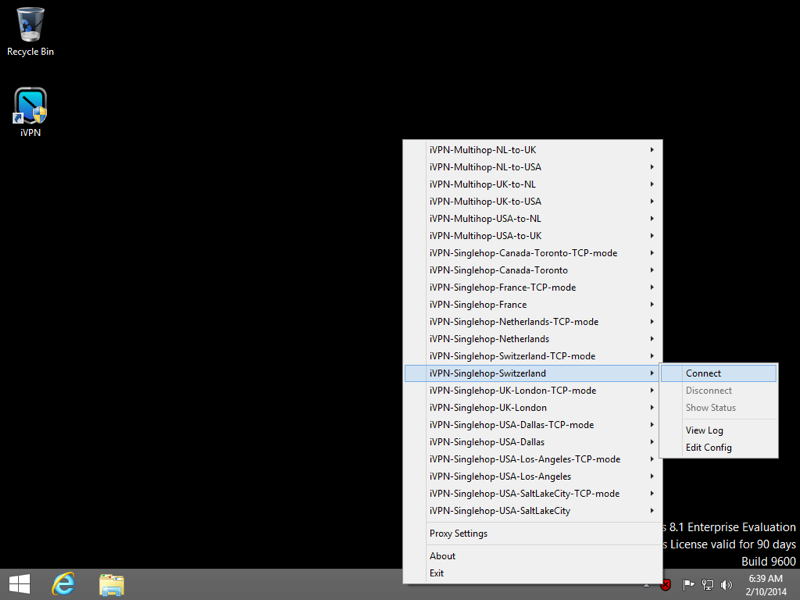 Recycle Bin
iVPN
iVPN-Multihop-NL-to-UK
iVPN-Multihop-NL-to-USA
iVPN-Multihop-UK-to-NL
iVPN-Multihop-UK-to-USA
iVPN-Multihop-USA-to-NL
iVPN-Multihop-USA-to-UK
iVPN-Singlehop-Canada-Toronto-TCP-mode
iVPN-Singlehop-Canada-Toronto
iVPN-Singlehop-France-TCP-mode
iVPN-Singlehop-France
iVPN-Singlehop-Netherlands-TCP-mode
iVPN-Singlehop-Netherlands
iVPN-Singlehop-Switzerland-TCP-mode
iVPN-Singlehop-Switzerland
iVPN-Singlehop-UK-London-TCP-mode
iVPN-Singlehop-UK-London
iVPN-Singlehop-USA-Dallas-TCP-mode
iVPN-Singlehop-USA-Dallas
iVPN-Singlehop-USA-Los-Angeles-TCP-mode
iVPN-Singlehop-USA-Los-Angeles
iVPN-Singlehop-USA-SaltLakeCity-TCP-mode
iVPN-Singlehop-USA-SaltLakeCity
Proxy Settings
About
Exit
Connect
Disconnect
Show Status
View Log
Edit Config
s 8.1 Enterprise Evaluation
s License valid for 90 days
Build 9600
6:39 AM
2/10/2014